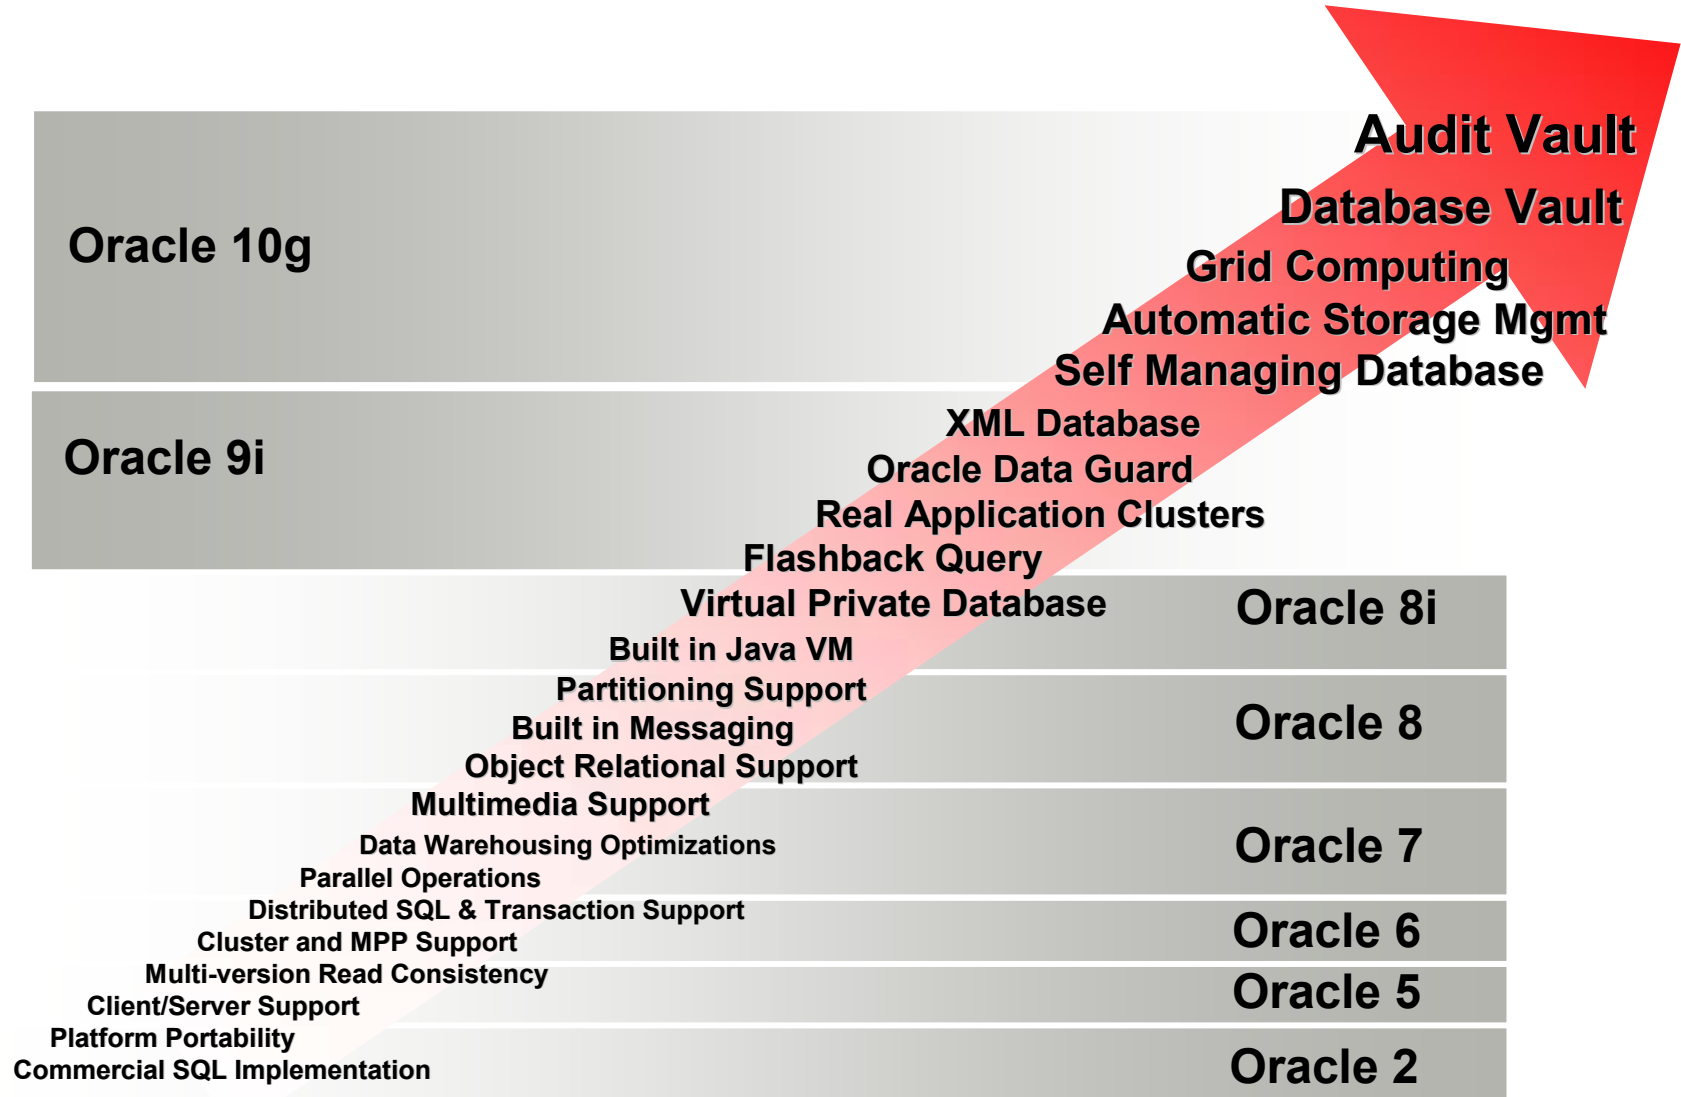 Audit Vault
Database Vault
Oracle 10g
Grid Computing
Automatic Storage Mgmt
Self Managing Database
XML Database
Oracle 9i
Oracle Data Guard
Real Application Clusters
Flashback Query
Virtual Private Database
Oracle 8i
Built in Java VM
Partitioning Support
Oracle 8
Built in Messaging
Object Relational Support
Multimedia Support
Data Warehousing Optimizations
Oracle 7
Parallel Operations
Distributed SQL & Transaction Support
Oracle 6
Cluster and MPP Support
Multi-version Read Consistency
Oracle 5
Client/Server Support
Platform Portability
Commercial SQL Implementation
Oracle 2